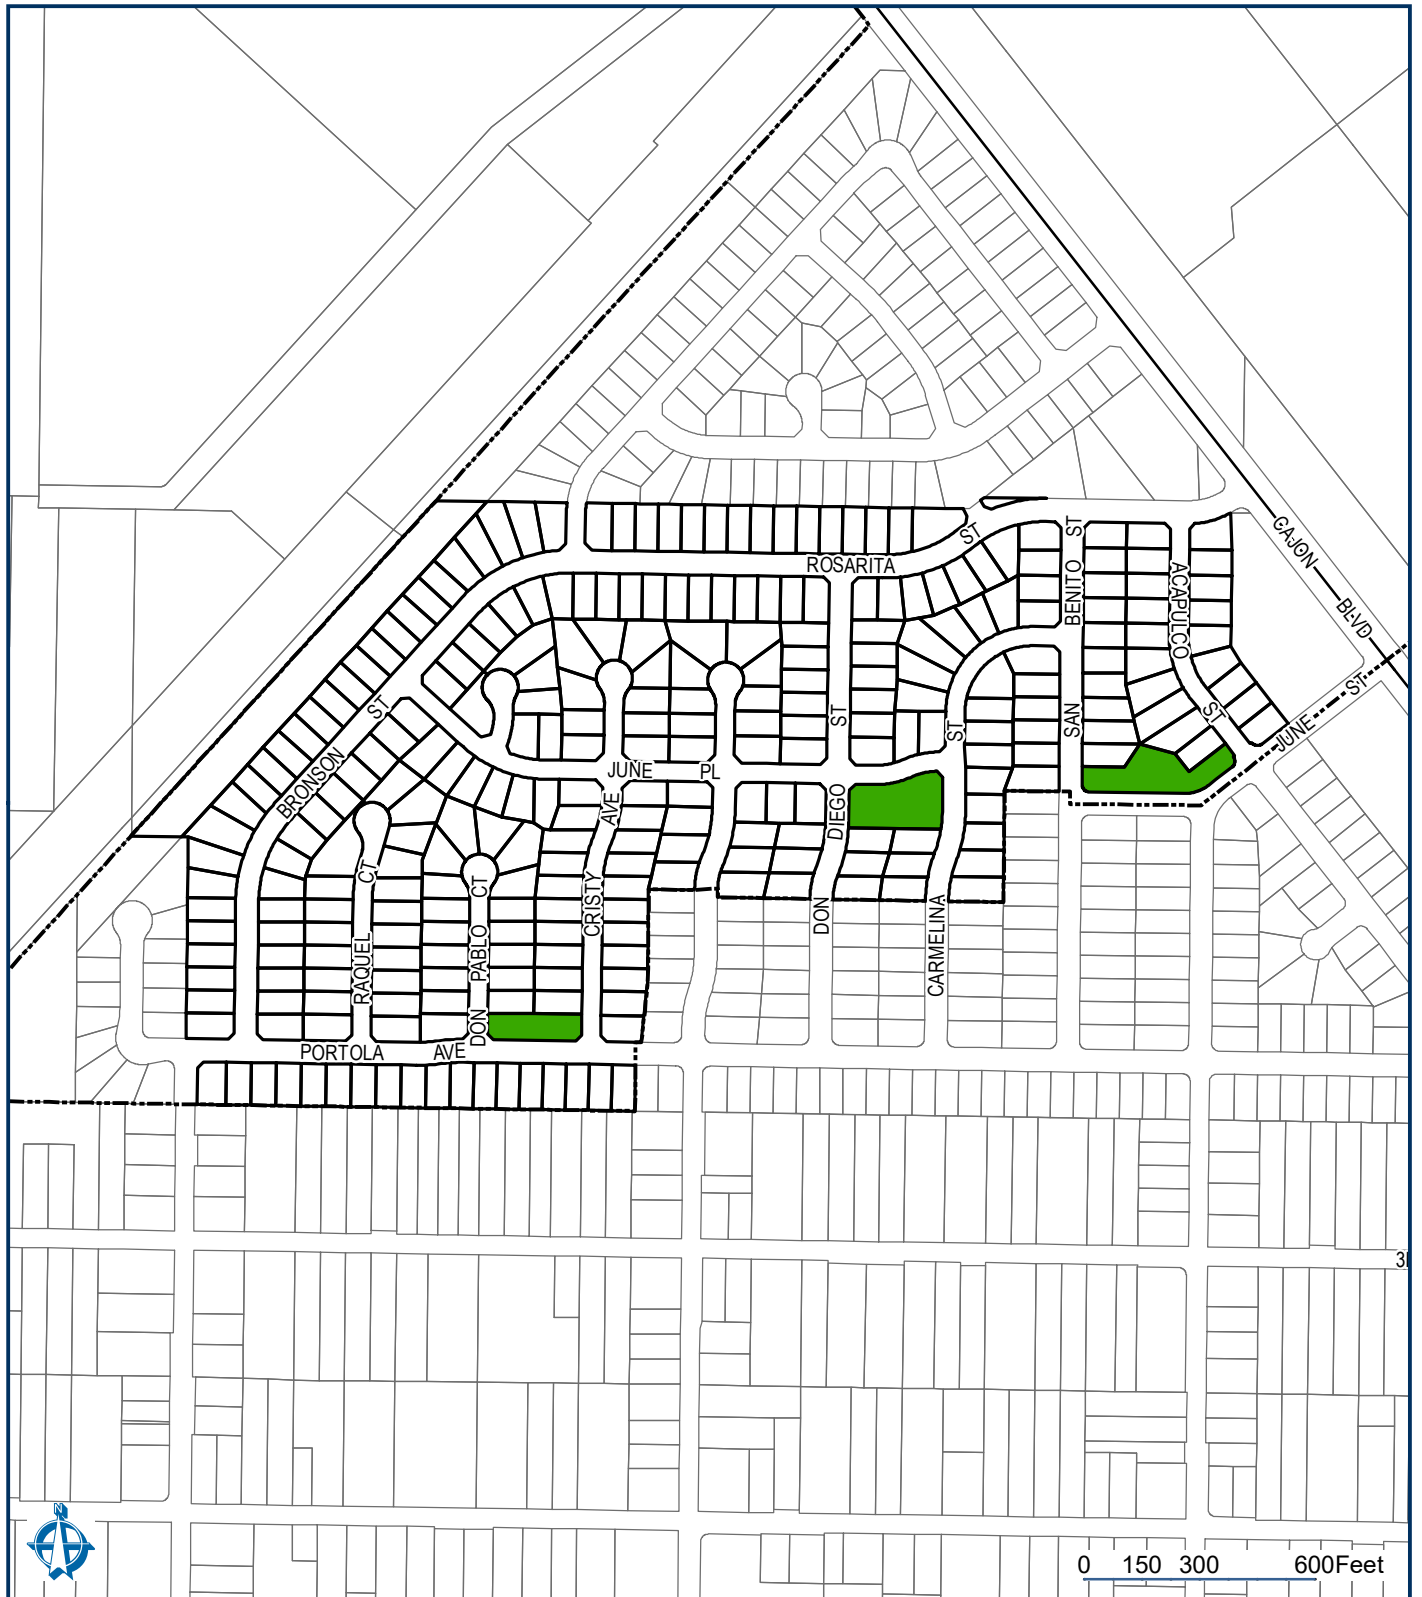 ROSARITA
ST
BENITO
ST
SAN
ACAPULCO
ST
CAJON
BLVD
JUNE
ST
BRONSON
ST
JUNE PL
DIEGO
ST
DON
CARMELINA
ST
CRISTY
AVE
RAQUEL
CT
DON PABLO CT
PORTOLA AVE
N
0 150 300 600Feet